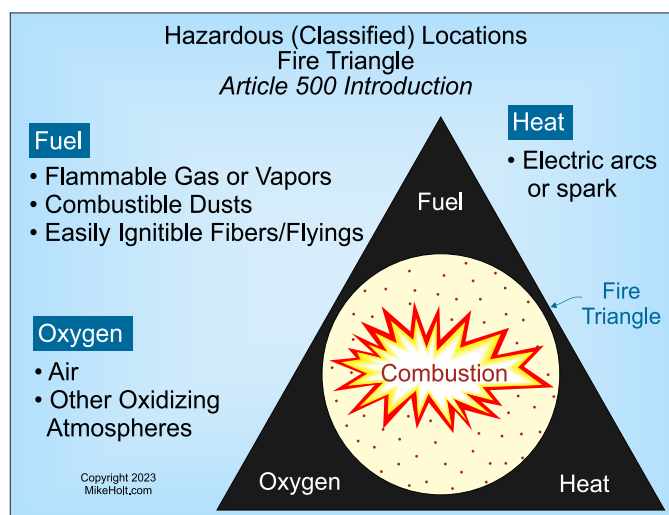 Hazardous (Classified) Locations
Fire Triangle
Article 500 Introduction
Fuel
• Flammable Gas or Vapors
• Combustible Dusts
• Easily Ignitible Fibers/Flyings
Heat
• Electric arcs
or spark
Oxygen
• Air
• Other Oxidizing
Atmospheres
Fuel
Fire
Triangle
Combustion
Oxygen
Heat
Copyright 2023
MikeHolt.com